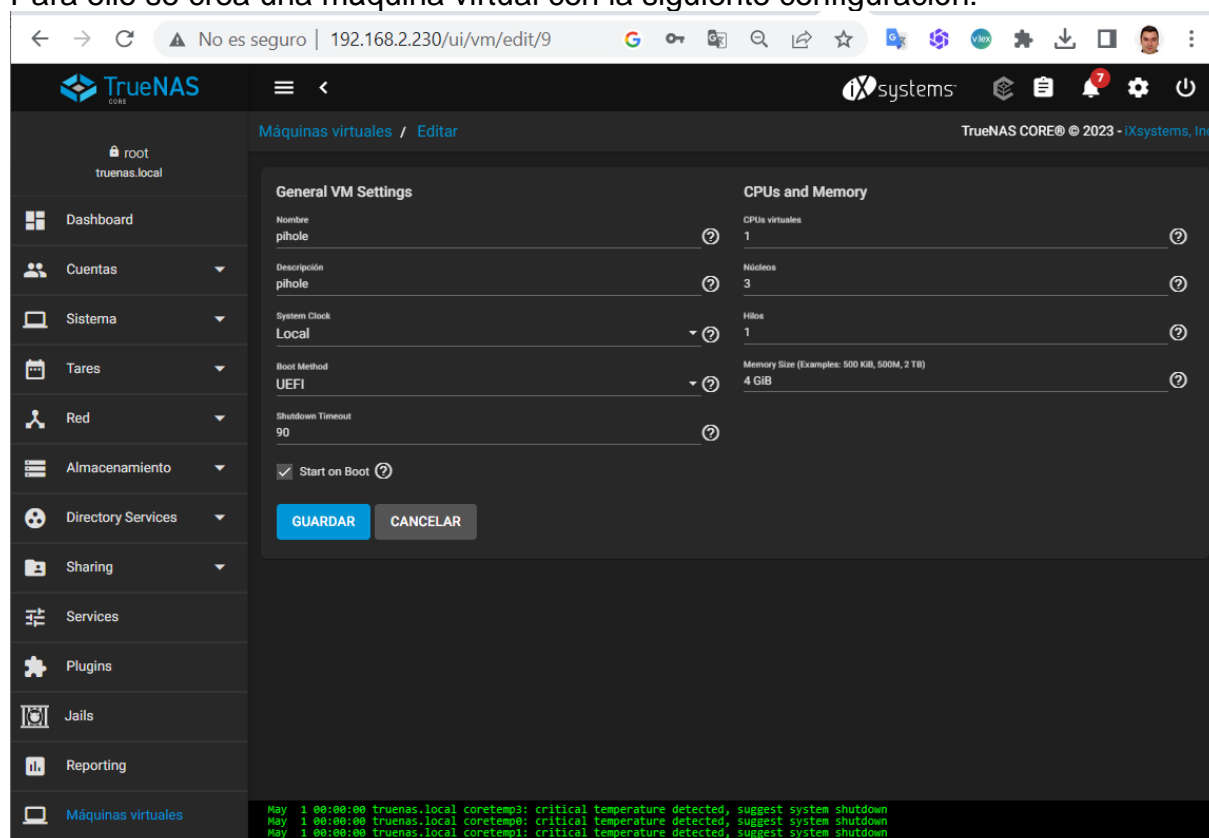 Para ello se crea una máquina virtual con la siguiente configuración:
No es seguro | 192.168.2.230/ui/vm/edit/9
vlex
TrueNAS
CORE
iXsystems
7
Máquinas virtuales / Editar
TrueNAS CORE® © 2023 - iXsystems, Inc
root
truenas.local
General VM Settings
CPUs and Memory
Nombre
pihole
CPUs virtuales
1
Descripción
pihole
Núcleos
3
System Clock
Local
Hilos
1
Boot Method
UEFI
Memory Size (Examples: 500 KiB, 500M, 2 TB)
4 GiB
Shutdown Timeout
90
Start on Boot
GUARDAR
CANCELAR
Dashboard
Cuentas
Sistema
Tares
Red
Almacenamiento
Directory Services
Sharing
Services
Plugins
Jails
Reporting
Máquinas virtuales
May 1 00:00:00 truenas.local coretemp3: critical temperature detected, suggest system shutdown
May 1 00:00:00 truenas.local coretemp0: critical temperature detected, suggest system shutdown
May 1 00:00:00 truenas.local coretemp1: critical temperature detected, suggest system shutdown